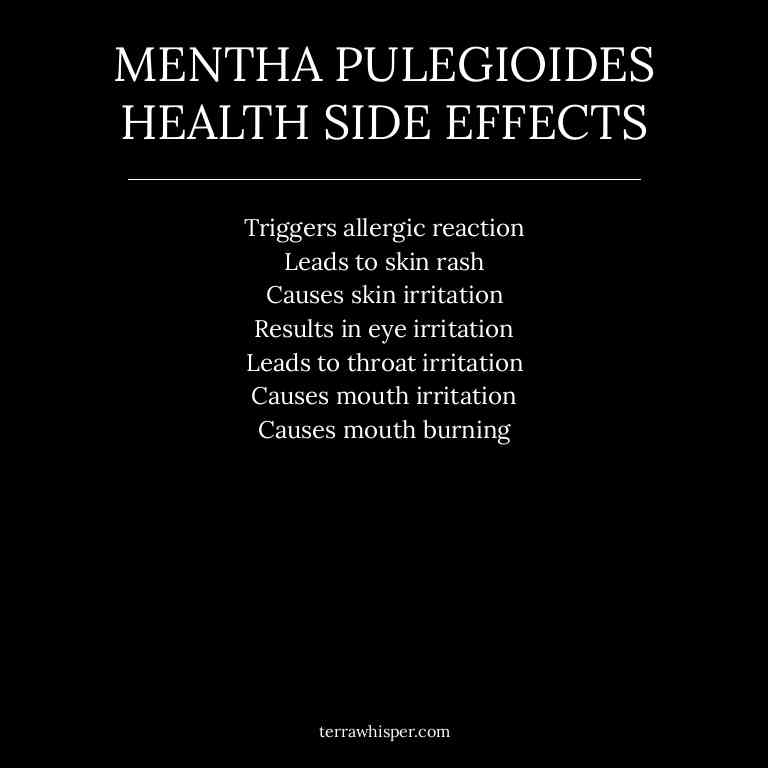 MENTHA PULEGIOIDES
HEALTH SIDE EFFECTS
Triggers allergic reaction
Leads to skin rash
Causes skin irritation
Results in eye irritation
Leads to throat irritation
Causes mouth irritation
Causes mouth burning
terrawhisper.com